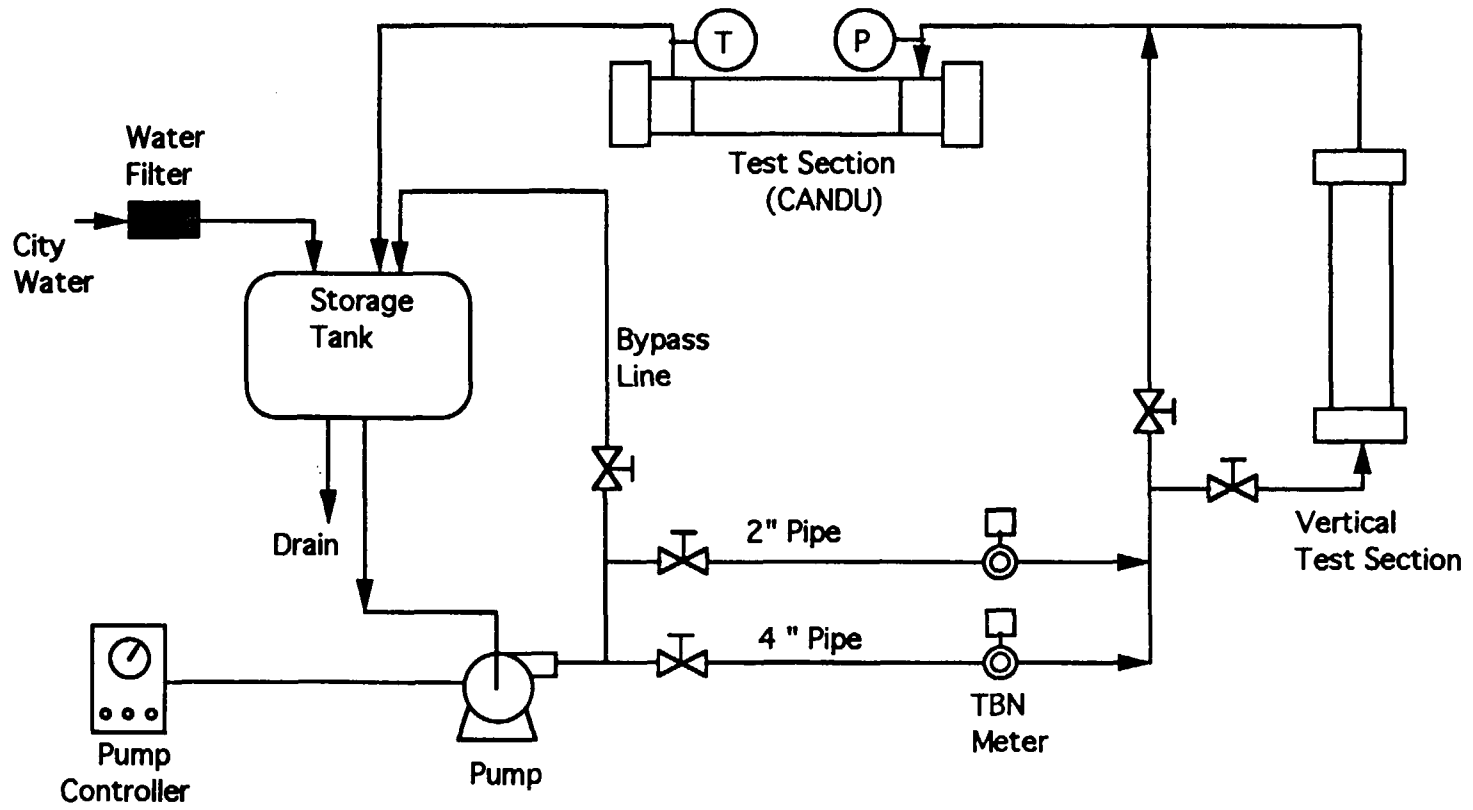 T
P
Water
Filter
Test Section
(CANDU)
City
Water
Storage
Tank
Bypass
Line
Drain
2" Pipe
Vertical
Test Section
4 " Pipe
TBN
Meter
Pump
Controller
Pump